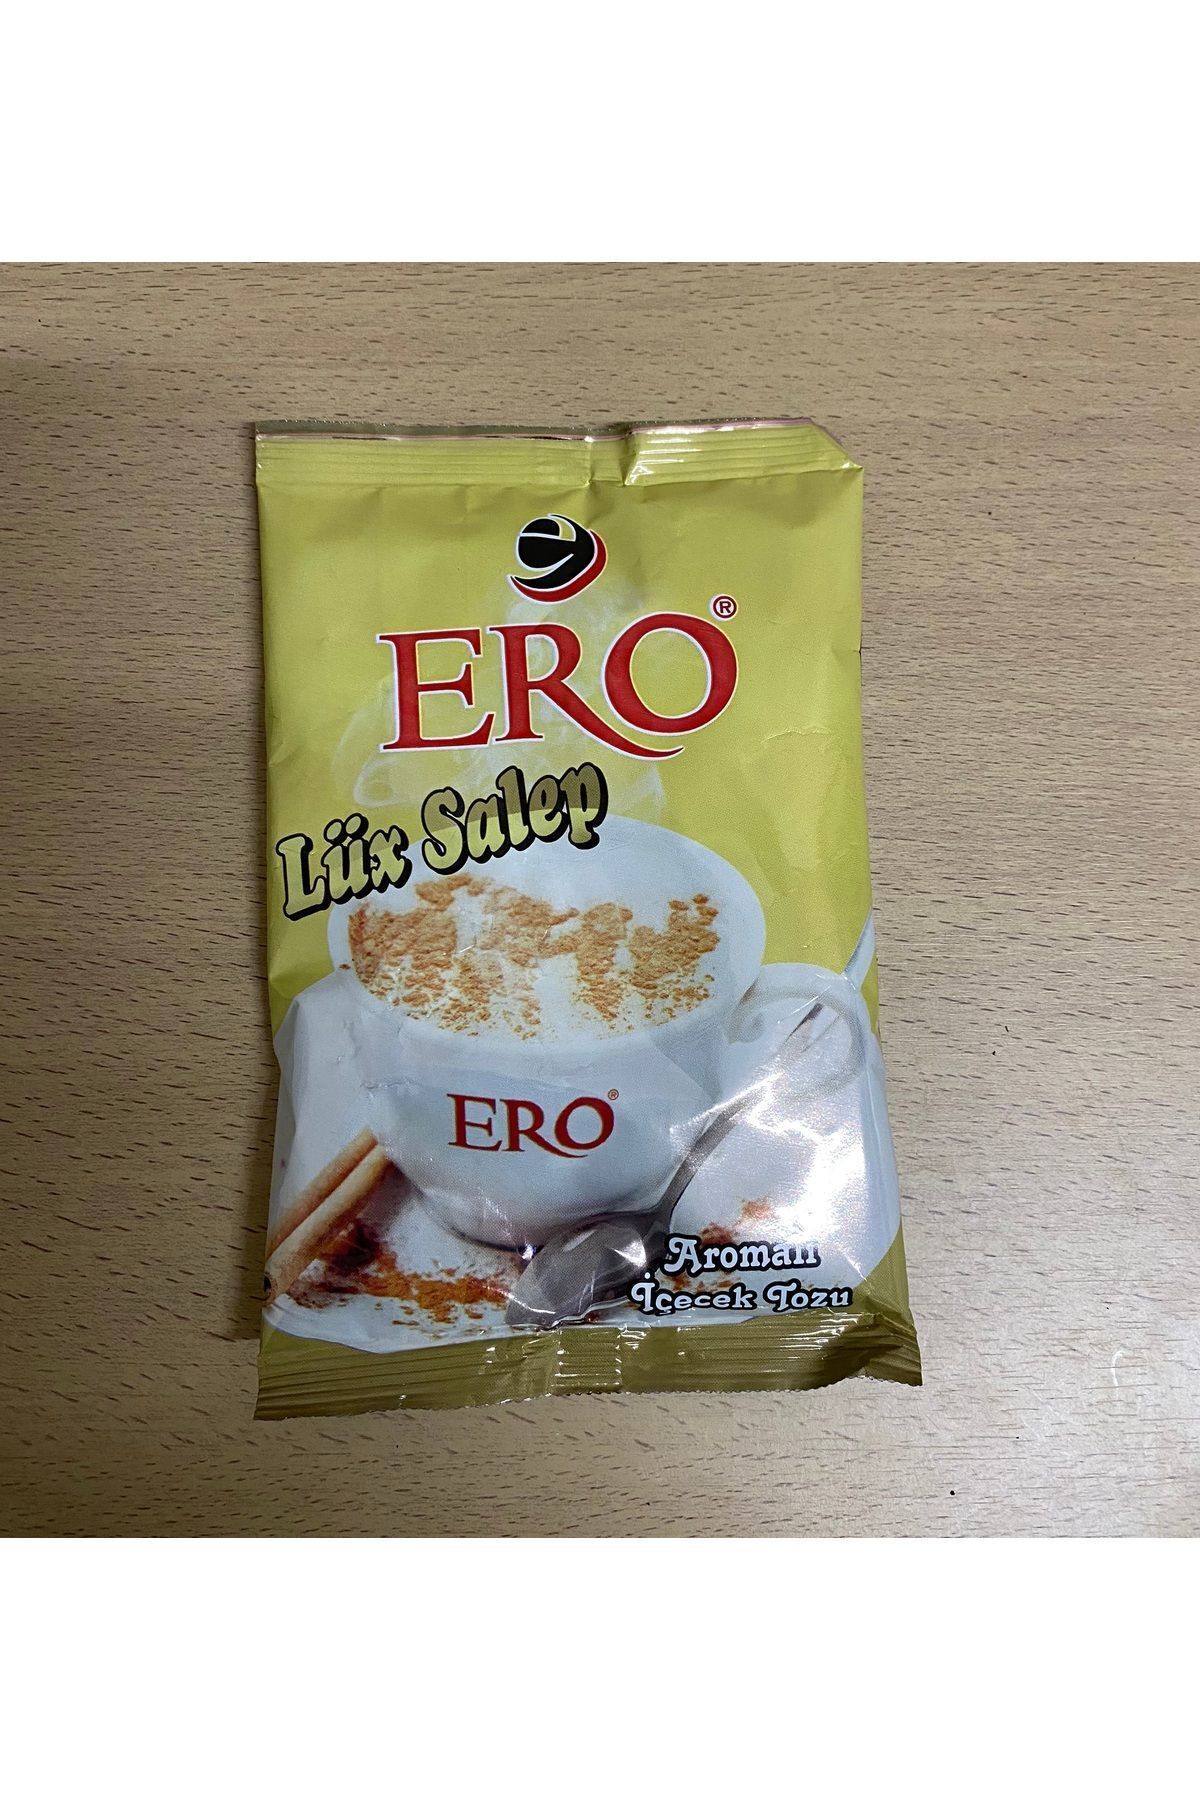 e
ERO®
Lüx Salep
ERO®
Aromalı
İçecek Tozu